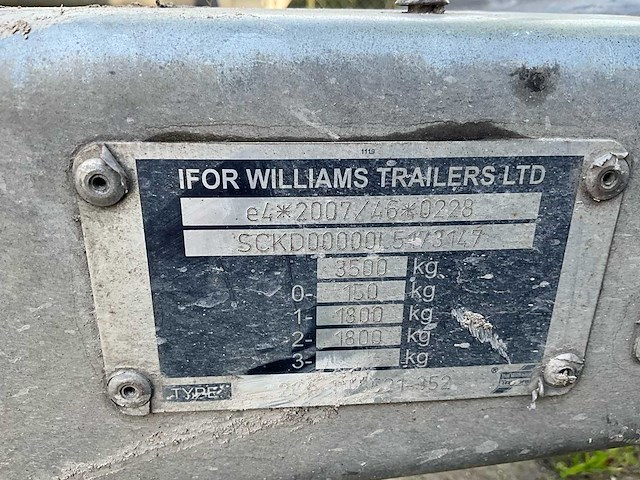 1119
IFOR WILLIAMS TRAILERS LTD
e4*2007/46*0228
3500 kg
0- 150 kg
1- 1800 kg
2- 1800 kg
3- kg
TYPE